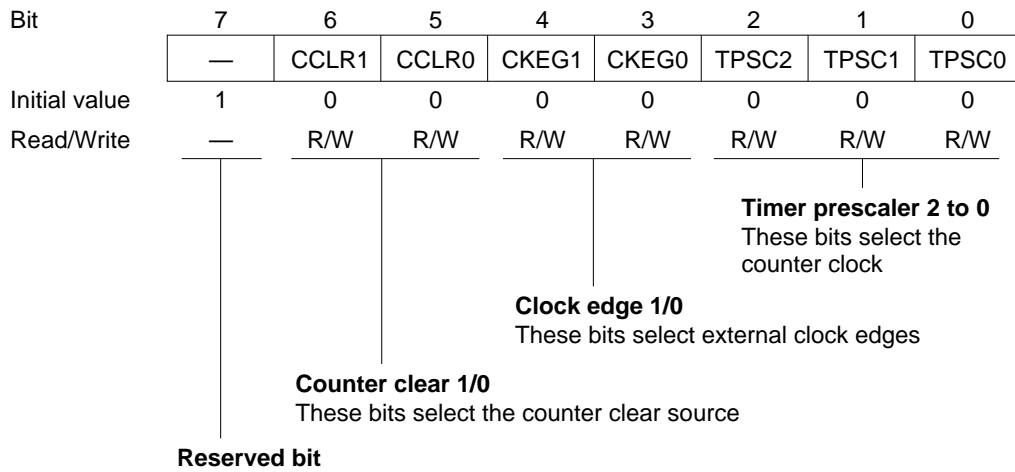 Bit 7 6 5 4 3 2 1 0
— CCLR1 CCLR0 CKEG1 CKEG0 TPSC2 TPSC1 TPSC0
Initial value 1 0 0 0 0 0 0 0
Read/Write — R/W R/W R/W R/W R/W R/W R/W
Timer prescaler 2 to 0
These bits select the
counter clock
Clock edge 1/0
These bits select external clock edges
Counter clear 1/0
These bits select the counter clear source
Reserved bit